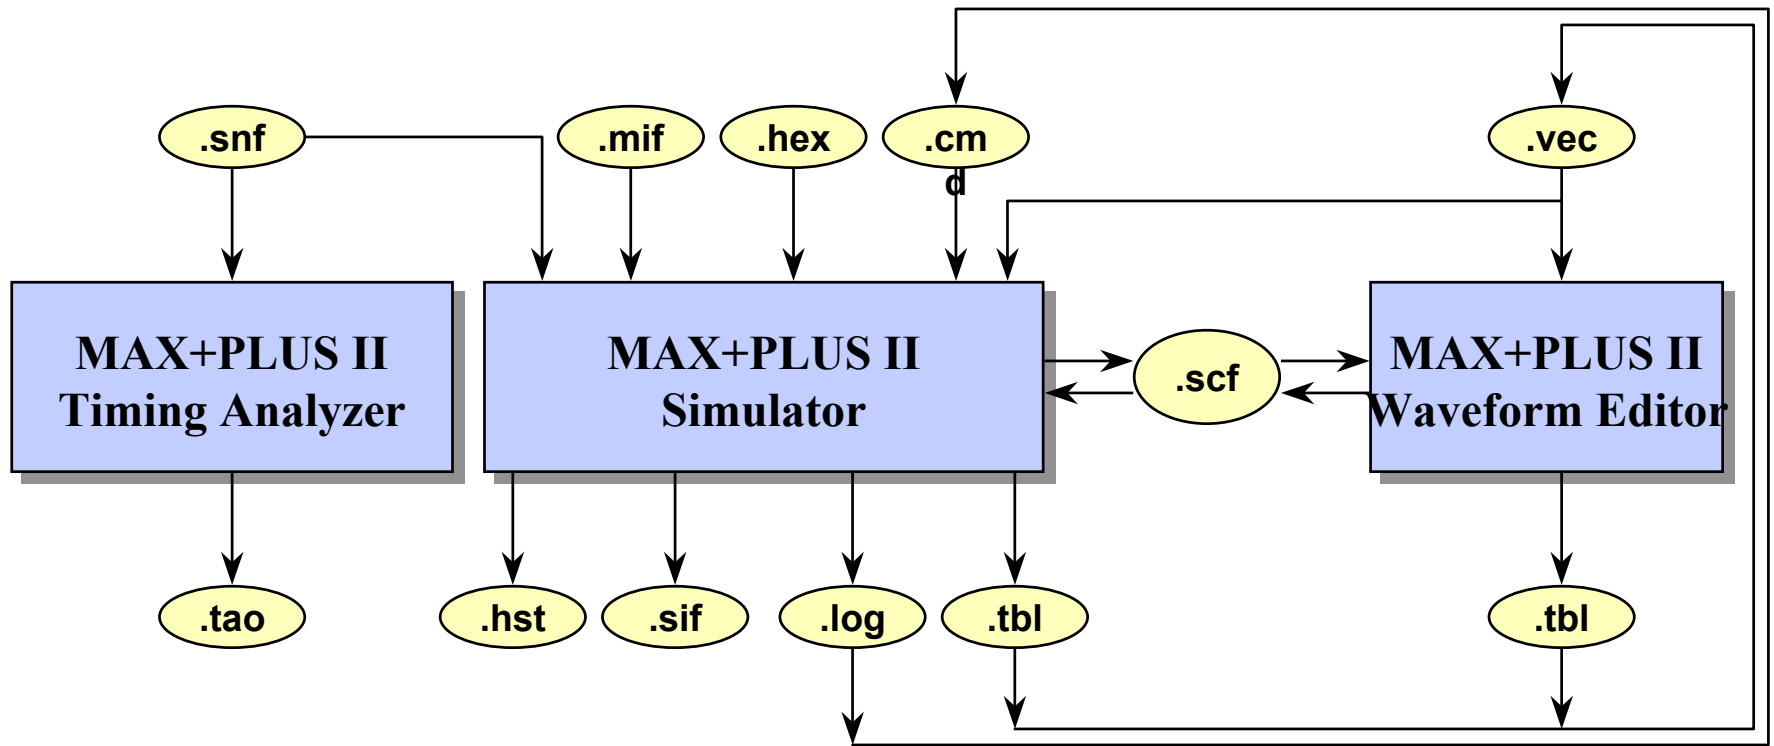 .snf
.mif
.hex
.cm
d
.vec
MAX+PLUS II
Timing Analyzer
MAX+PLUS II
Simulator
.scf
MAX+PLUS II
Waveform Editor
.tao
.hst
.sif
.log
.tbl
.tbl